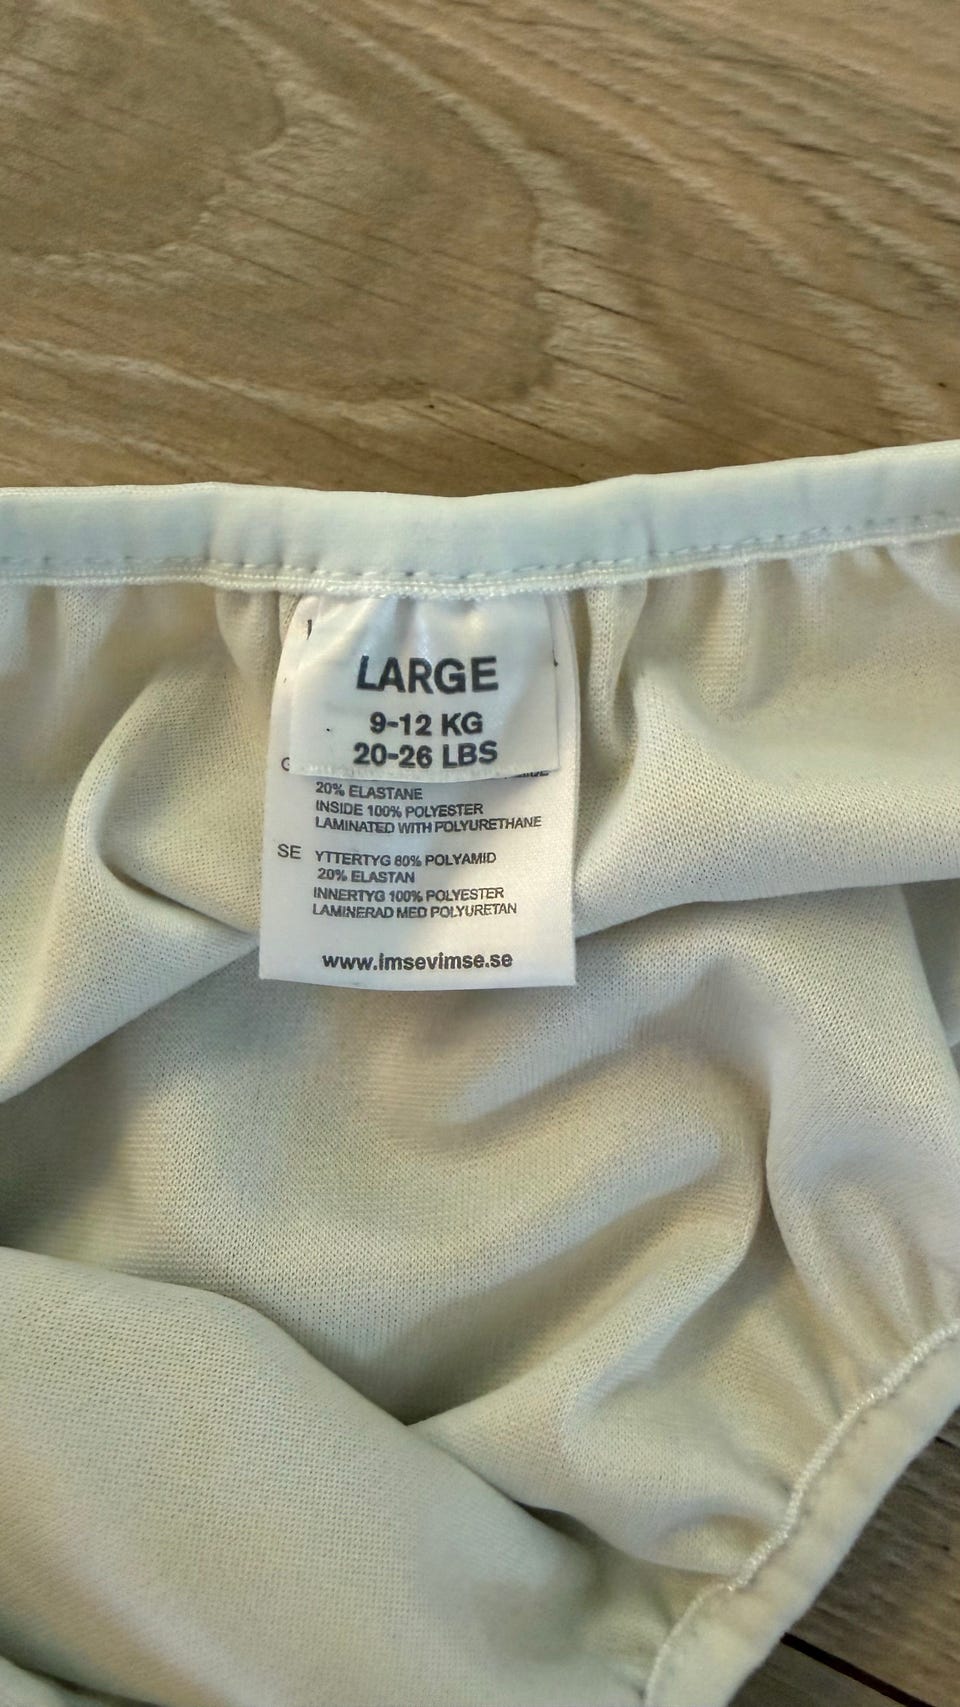 LARGE
9-12 KG
20-26 LBS
20% ELASTANE
INSIDE 100% POLYESTER
LAMINATED WITH POLYURETHANE
SE YTTERTYG 80% POLYAMID
20% ELASTAN
INNERTYG 100% POLYESTER
LAMINERAD MED POLYURETAN
www.imsevimse.se